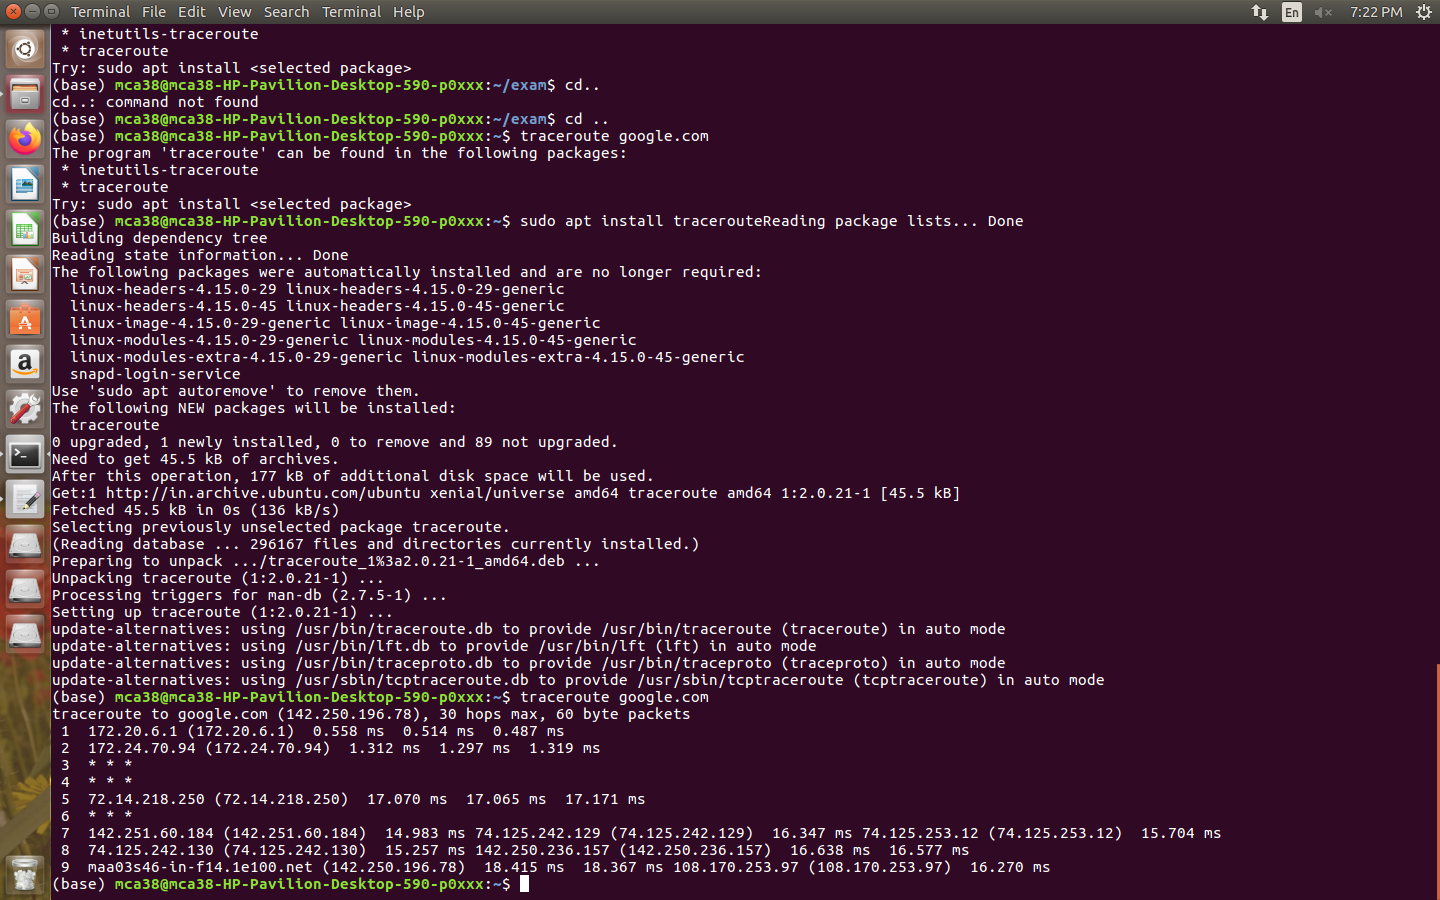 Terminal File Edit View Search Terminal Help En 7:22 PM
 * inetutils-traceroute
 * traceroute
Try: sudo apt install <selected package>
(base) mca38@mca38-HP-Pavilion-Desktop-590-p0xxx:~/exam$ cd..
cd..: command not found
(base) mca38@mca38-HP-Pavilion-Desktop-590-p0xxx:~/exam$ cd ..
(base) mca38@mca38-HP-Pavilion-Desktop-590-p0xxx:~$ traceroute google.com
The program 'traceroute' can be found in the following packages:
 * inetutils-traceroute
 * traceroute
Try: sudo apt install <selected package>
(base) mca38@mca38-HP-Pavilion-Desktop-590-p0xxx:~$ sudo apt install tracerouteReading package lists... Done
Building dependency tree
Reading state information... Done
The following packages were automatically installed and are no longer required:
  linux-headers-4.15.0-29 linux-headers-4.15.0-29-generic
  linux-headers-4.15.0-45 linux-headers-4.15.0-45-generic
  linux-image-4.15.0-29-generic linux-image-4.15.0-45-generic
  linux-modules-4.15.0-29-generic linux-modules-4.15.0-45-generic
  linux-modules-extra-4.15.0-29-generic linux-modules-extra-4.15.0-45-generic
  snapd-login-service
Use 'sudo apt autoremove' to remove them.
The following NEW packages will be installed:
  traceroute
0 upgraded, 1 newly installed, 0 to remove and 89 not upgraded.
Need to get 45.5 kB of archives.
After this operation, 177 kB of additional disk space will be used.
Get:1 http://in.archive.ubuntu.com/ubuntu xenial/universe amd64 traceroute amd64 1:2.0.21-1 [45.5 kB]
Fetched 45.5 kB in 0s (136 kB/s)
Selecting previously unselected package traceroute.
(Reading database ... 296167 files and directories currently installed.)
Preparing to unpack .../traceroute_1%3a2.0.21-1_amd64.deb ...
Unpacking traceroute (1:2.0.21-1) ...
Processing triggers for man-db (2.7.5-1) ...
Setting up traceroute (1:2.0.21-1) ...
update-alternatives: using /usr/bin/traceroute.db to provide /usr/bin/traceroute (traceroute) in auto mode
update-alternatives: using /usr/bin/lft.db to provide /usr/bin/lft (lft) in auto mode
update-alternatives: using /usr/bin/traceproto.db to provide /usr/bin/traceproto (traceproto) in auto mode
update-alternatives: using /usr/sbin/tcptraceroute.db to provide /usr/sbin/tcptraceroute (tcptraceroute) in auto mode
(base) mca38@mca38-HP-Pavilion-Desktop-590-p0xxx:~$ traceroute google.com
traceroute to google.com (142.250.196.78), 30 hops max, 60 byte packets
 1  172.20.6.1 (172.20.6.1)  0.558 ms  0.514 ms  0.487 ms
 2  172.24.70.94 (172.24.70.94)  1.312 ms  1.297 ms  1.319 ms
 3  * * *
 4  * * *
 5  72.14.218.250 (72.14.218.250)  17.070 ms  17.065 ms  17.171 ms
 6  * * *
 7  142.251.60.184 (142.251.60.184)  14.983 ms 74.125.242.129 (74.125.242.129)  16.347 ms 74.125.253.12 (74.125.253.12)  15.704 ms
 8  74.125.242.130 (74.125.242.130)  15.257 ms 142.250.236.157 (142.250.236.157)  16.638 ms  16.577 ms
 9  maa03s46-in-f14.1e100.net (142.250.196.78)  18.415 ms  18.367 ms 108.170.253.97 (108.170.253.97)  16.270 ms
(base) mca38@mca38-HP-Pavilion-Desktop-590-p0xxx:~$